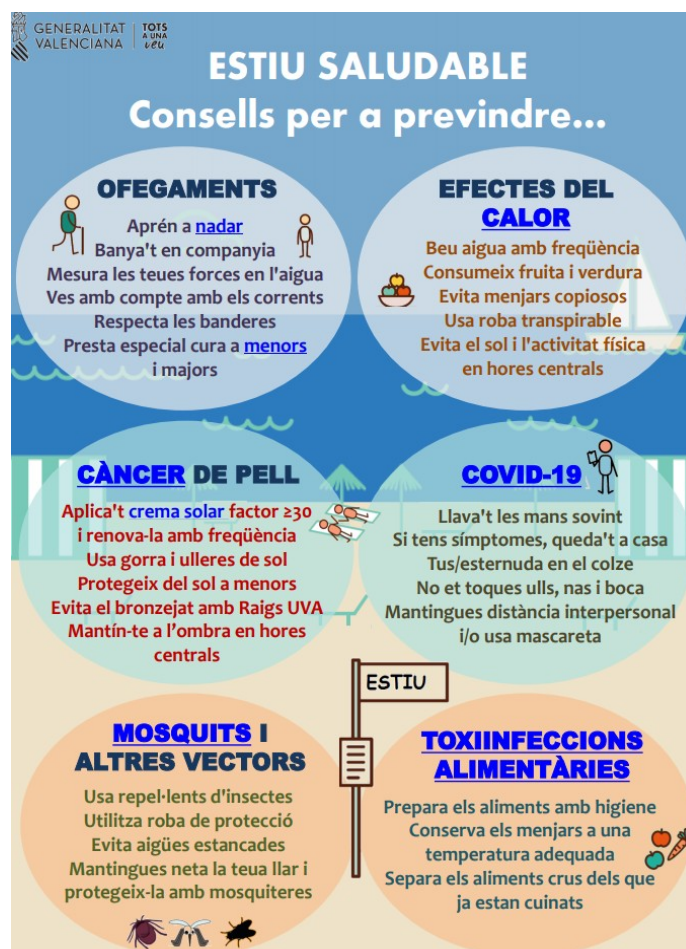 GENERALITAT
VALENCIANA
TOTS
A UNA
veu
ESTIU SALUDABLE
Consells per a previndre...
OFEGAMENTS
Aprén a nadar
Banya't en companyia
Mesura les teues forces en l'aigua
Ves amb compte amb els corrents
Respecta les banderes
Presta especial cura a menors
i majors
EFECTES DEL
CALOR
Beu aigua amb freqüència
Consumeix fruita i verdura
Evita menjars copiosos
Usa roba transpirable
Evita el sol i l'activitat física
en hores centrals
CÀNCER DE PELL
Aplica't crema solar factor ≥30
i renova-la amb freqüència
Usa gorra i ulleres de sol
Protegeix del sol a menors
Evita el bronzejat amb Raigs UVA
Mantín-te a l’ombra en hores
centrals
COVID-19
Llava't les mans sovint
Si tens símptomes, queda't a casa
Tus/esternuda en el colze
No et toques ulls, nas i boca
Mantingues distància interpersonal
i/o usa mascareta
ESTIU
MOSQUITS I
ALTRES VECTORS
Usa repel·lents d'insectes
Utilitza roba de protecció
Evita aigües estancades
Mantingues neta la teua llar i
protegeix-la amb mosquiteres
TOXIINFECCIONS
ALIMENTÀRIES
Prepara els aliments amb higiene
Conserva els menjars a una
temperatura adequada
Separa els aliments crus dels que
ja estan cuinats